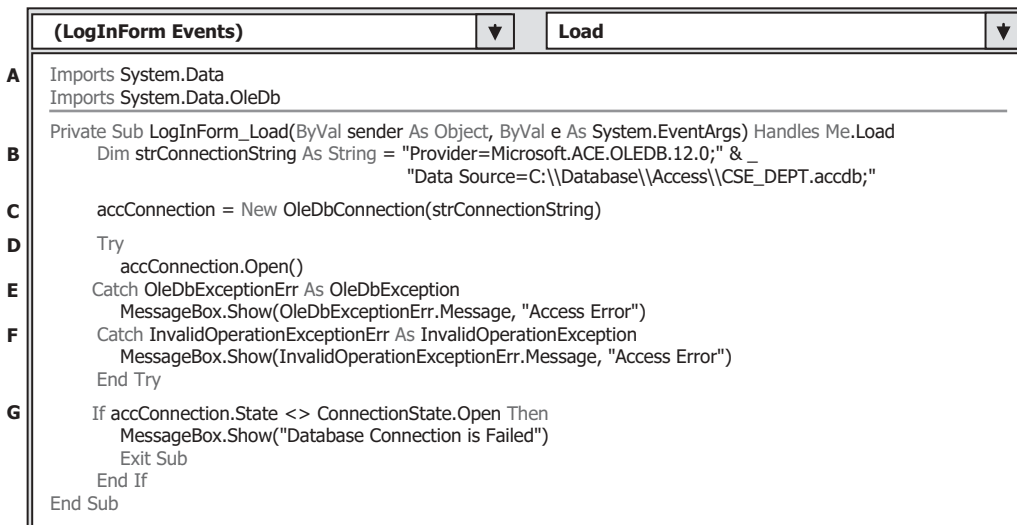 (LogInForm Events) Load
A Imports System.Data
Imports System.Data.OleDb
Private Sub LogInForm_Load(ByVal sender As Object, ByVal e As System.EventArgs) Handles Me.Load
B Dim strConnectionString As String = "Provider=Microsoft.ACE.OLEDB.12.0;" & _
"Data Source=C:\\Database\\Access\\CSE_DEPT.accdb;"
C accConnection = New OleDbConnection(strConnectionString)
D Try
accConnection.Open()
E Catch OleDbExceptionErr As OleDbException
MessageBox.Show(OleDbExceptionErr.Message, "Access Error")
F Catch InvalidOperationExceptionErr As InvalidOperationException
MessageBox.Show(InvalidOperationExceptionErr.Message, "Access Error")
End Try
G If accConnection.State <> ConnectionState.Open Then
MessageBox.Show("Database Connection is Failed")
Exit Sub
End If
End Sub